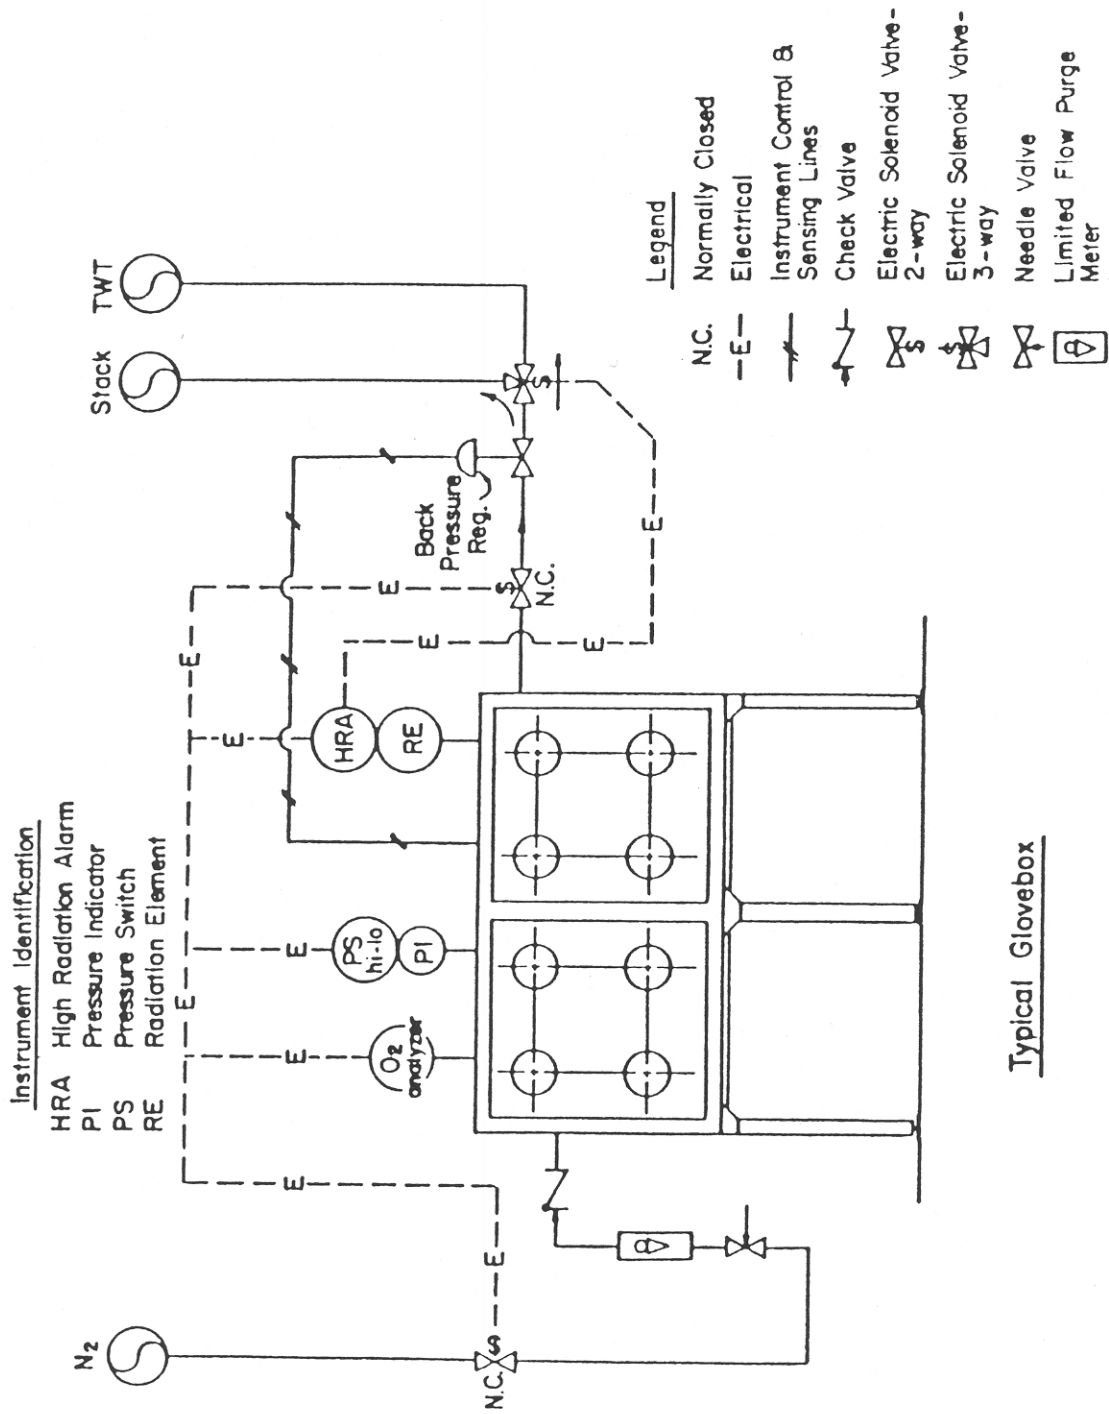 Instrument Identification
HRA High Radiation Alarm
PI Pressure Indicator
PS Pressure Switch
RE Radiation Element
N2
Stack
TWT
E
E
E
E
E
E
E
E
E
E
E
E
E
O2
analyzer
PS
hi-lo
PI
HRA
RE
Back
Pressure
Reg.
S
N.C.
S
S
N.C.
Legend
N.C. Normally Closed
-E- Electrical
Instrument Control &
Sensing Lines
Check Valve
S Electric Solenoid Valve-
2-way
S Electric Solenoid Valve-
3-way
Needle Valve
Limited Flow Purge
Meter
Typical Glovebox